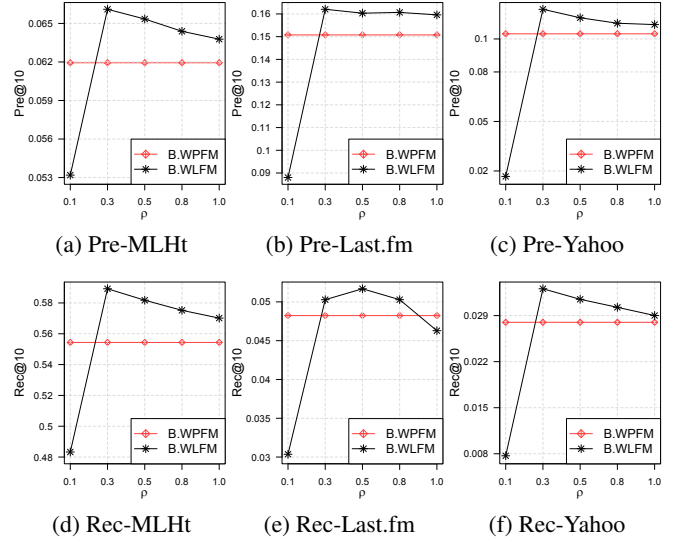 Pre@10
0.053 0.056 0.059 0.062 0.065
B.WPFM
B.WLFM
0.1 0.3 0.5 0.8 1.0
ρ
(a) Pre-MLHt
Pre@10
0.09 0.1 0.11 0.12 0.13 0.14 0.15 0.16
B.WPFM
B.WLFM
0.1 0.3 0.5 0.8 1.0
ρ
(b) Pre-Last.fm
Pre@10
0.02 0.04 0.06 0.08 0.1
B.WPFM
B.WLFM
0.1 0.3 0.5 0.8 1.0
ρ
(c) Pre-Yahoo
Rec@10
0.48 0.5 0.52 0.54 0.56 0.58
B.WPFM
B.WLFM
0.1 0.3 0.5 0.8 1.0
ρ
(d) Rec-MLHt
Rec@10
0.03 0.035 0.04 0.045 0.05
B.WPFM
B.WLFM
0.1 0.3 0.5 0.8 1.0
ρ
(e) Rec-Last.fm
Rec@10
0.008 0.015 0.022 0.029
B.WPFM
B.WLFM
0.1 0.3 0.5 0.8 1.0
ρ
(f) Rec-Yahoo